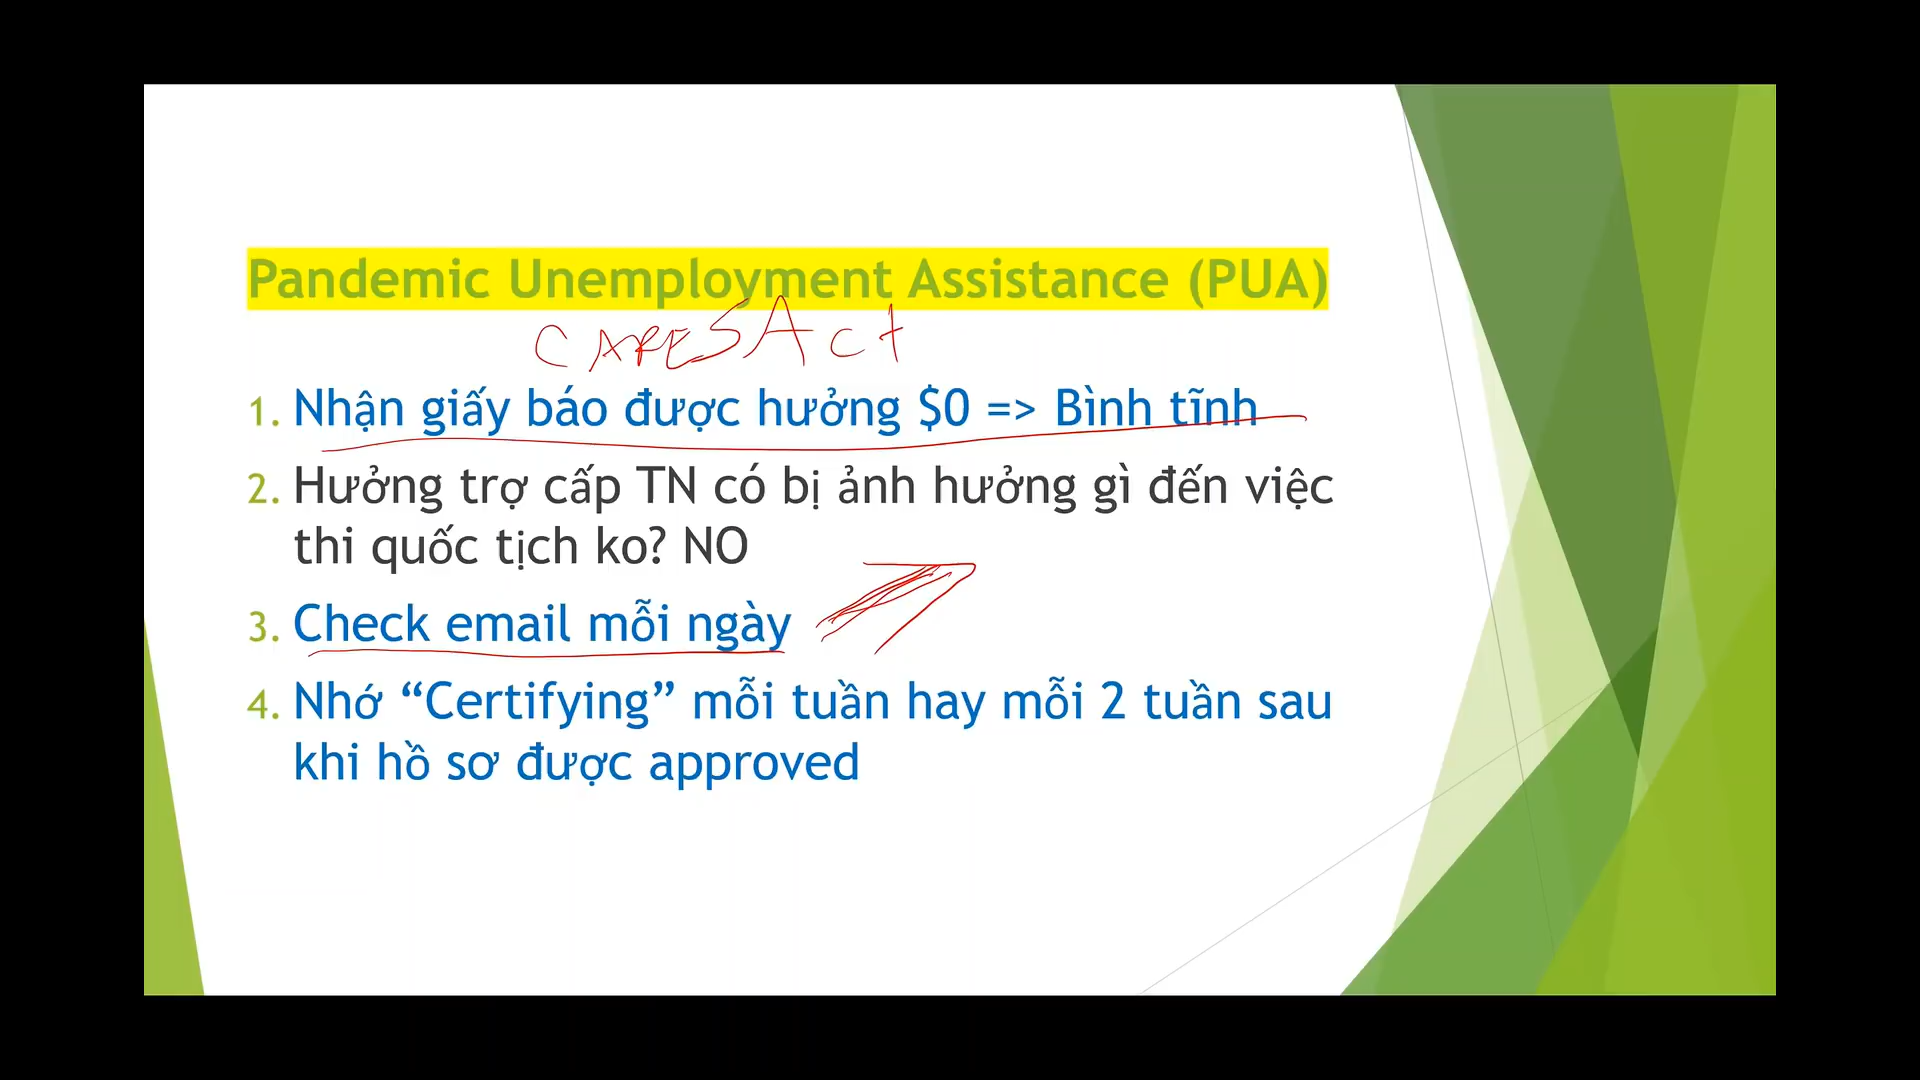 Pandemic Unemployment Assistance (PUA)
CARES Act
1. Nhận giấy báo được hưởng $0 => Bình tĩnh
2. Hưởng trợ cấp TN có bị ảnh hưởng gì đến việc
thi quốc tịch ko? NO
3. Check email mỗi ngày
4. Nhớ “Certifying” mỗi tuần hay mỗi 2 tuần sau
khi hồ sơ được approved